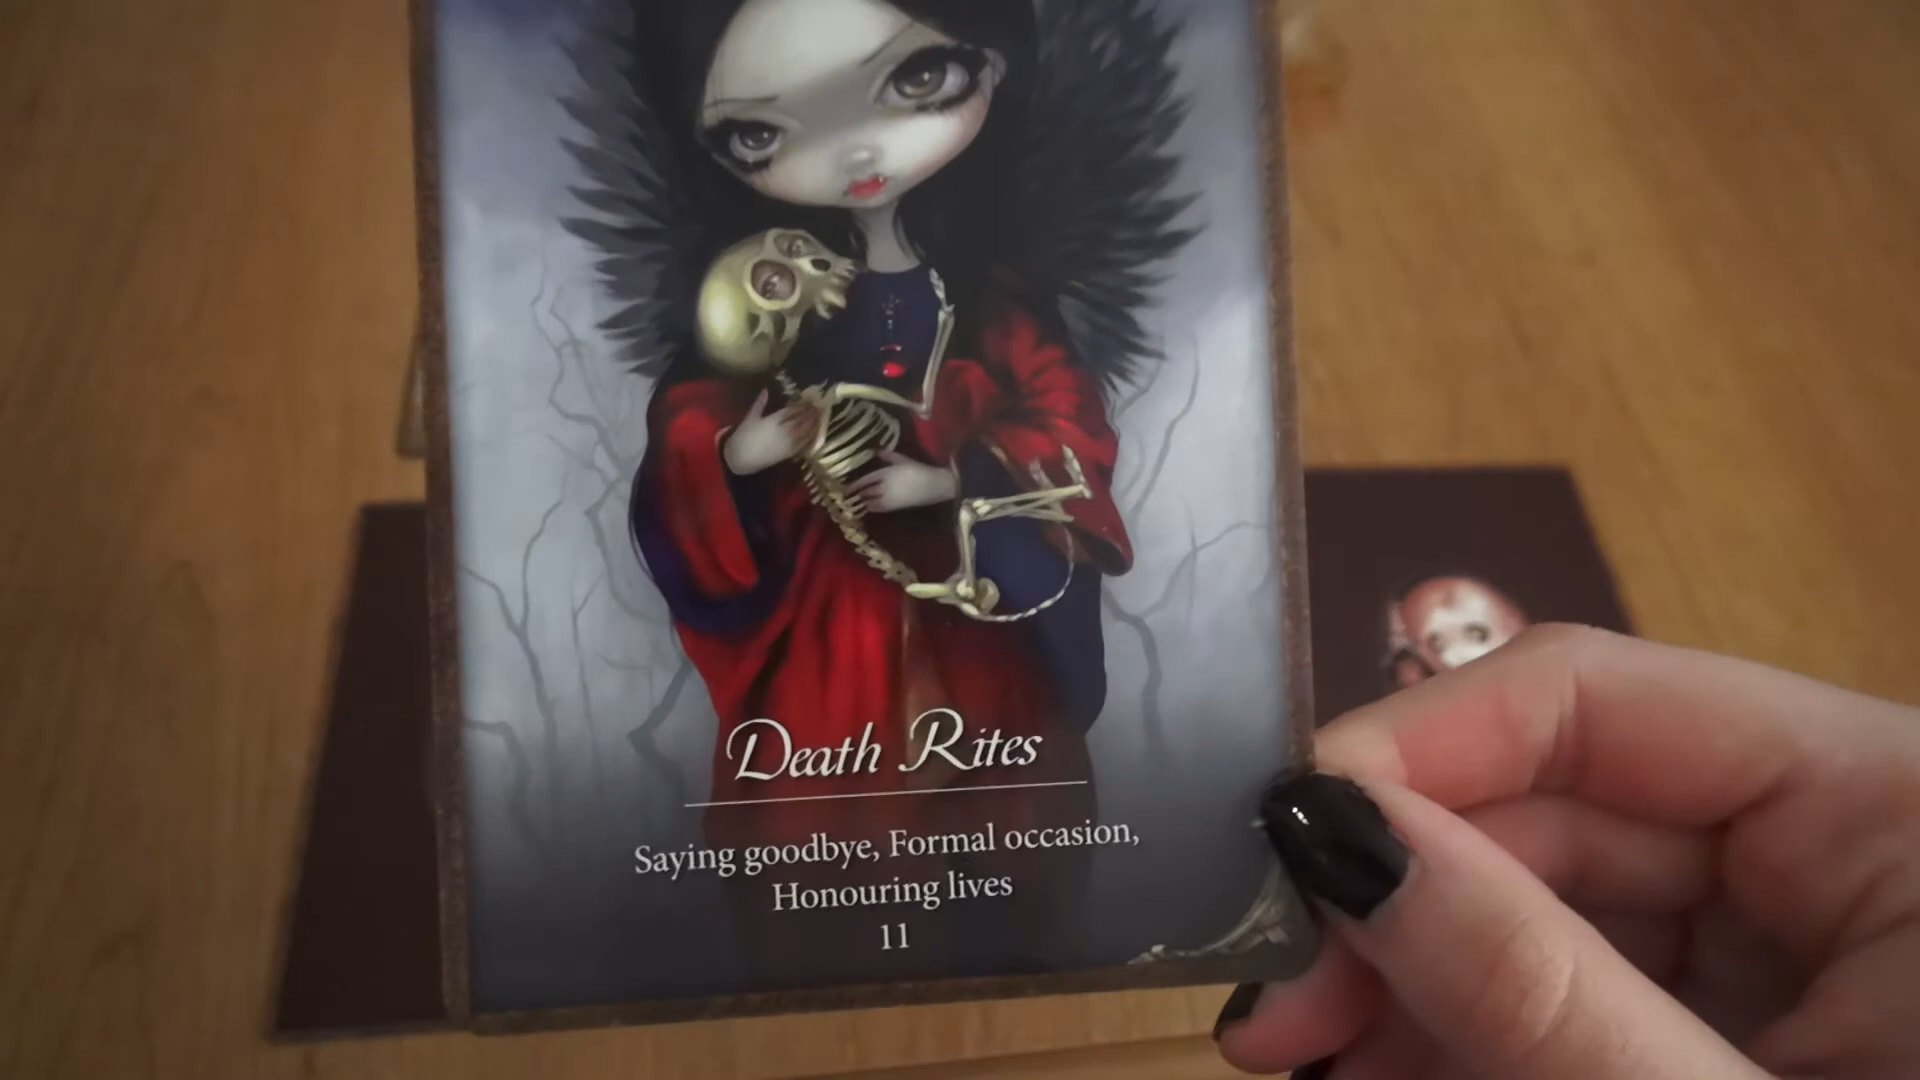 Death Rites
Saying goodbye, Formal occasion,
Honouring lives
11